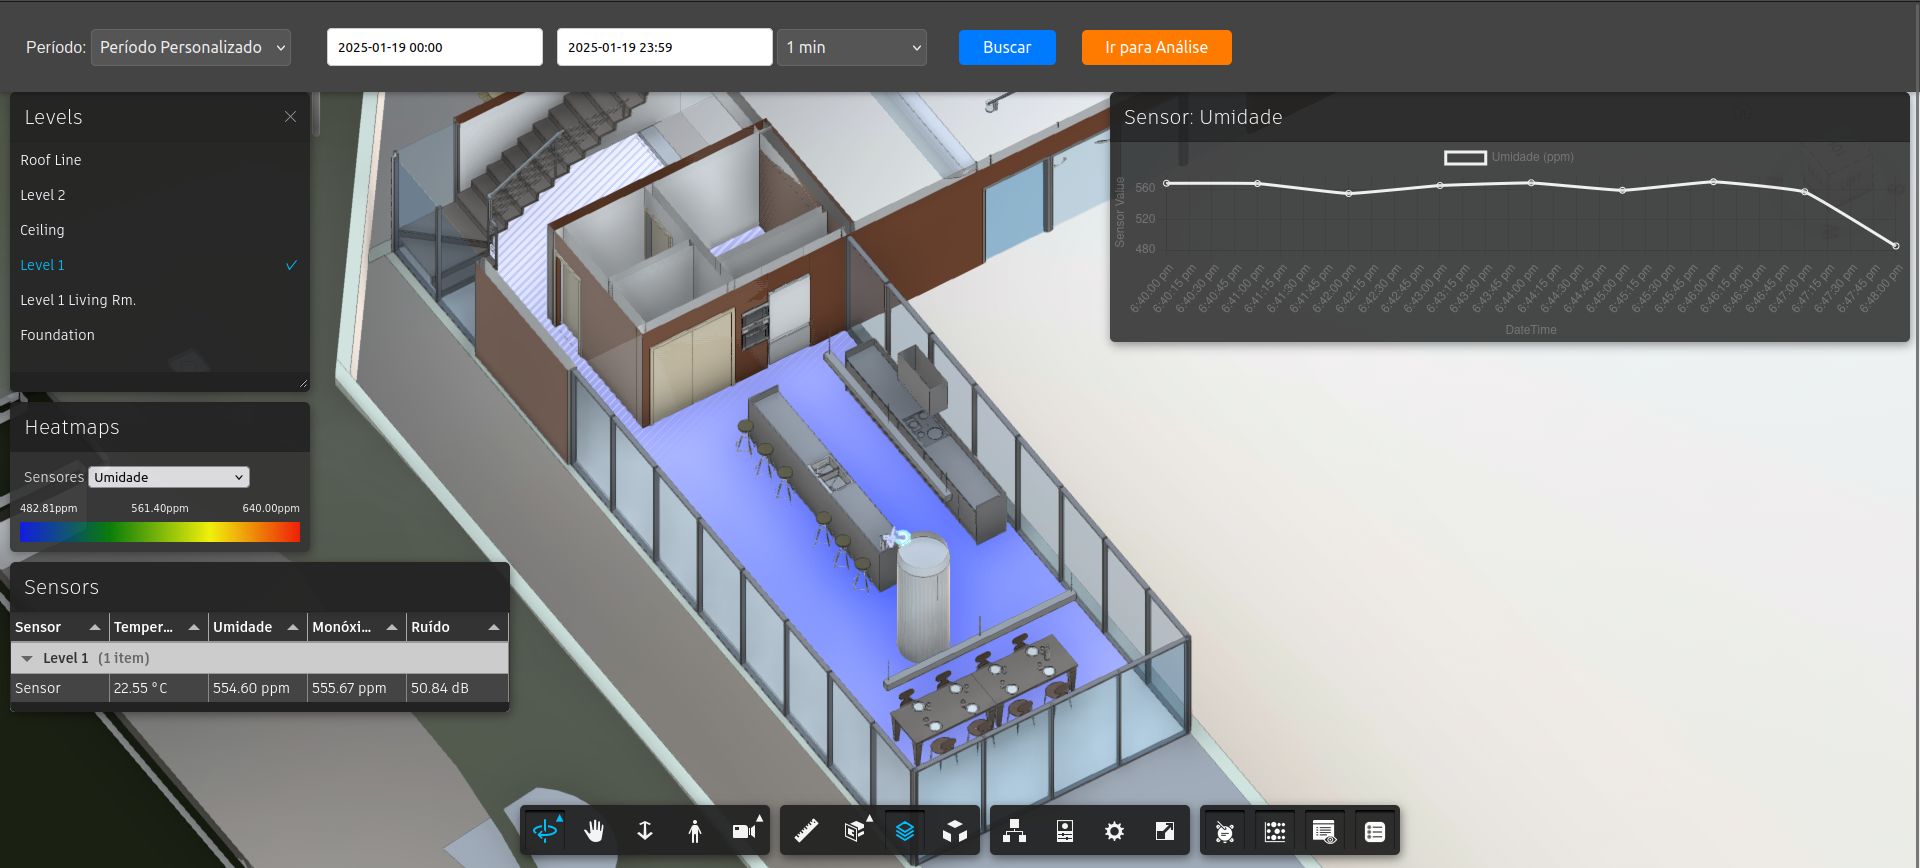 Período: Período Personalizado 2025-01-19 00:00 2025-01-19 23:59 1 min Buscar Ir para Análise
Levels
Roof Line
Level 2
Ceiling
Level 1
Level 1 Living Rm.
Foundation
Heatmaps
Sensores Umidade
482.81ppm 561.40ppm 640.00ppm
Sensors
Sensor Temper... Umidade Monóxi... Ruído
Level 1 (1 item)
Sensor 22.55 °C 554.60 ppm 555.67 ppm 50.84 dB
Sensor: Umidade
Umidade (ppm)
Sensor Value
560
520
480
6:40:00 pm 6:40:15 pm 6:40:30 pm 6:40:45 pm 6:41:00 pm 6:41:15 pm 6:41:30 pm 6:41:45 pm 6:42:00 pm 6:42:15 pm 6:42:30 pm 6:42:45 pm 6:43:00 pm 6:43:15 pm 6:43:30 pm 6:43:45 pm 6:44:00 pm 6:44:15 pm 6:44:30 pm 6:44:45 pm 6:45:00 pm 6:45:15 pm 6:45:30 pm 6:45:45 pm 6:46:00 pm 6:46:15 pm 6:46:30 pm 6:46:45 pm 6:47:00 pm 6:47:15 pm 6:47:30 pm 6:47:45 pm 6:48:00 pm
DateTime